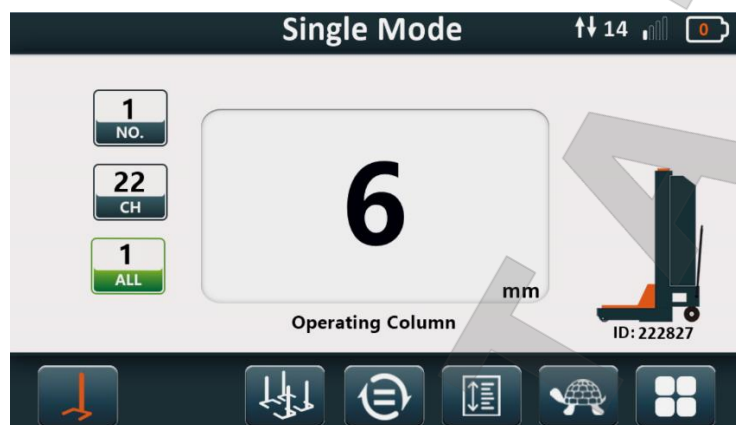 Single Mode
14
0
1
NO.
22
CH
1
ALL
6
mm
Operating Column
ID: 222827